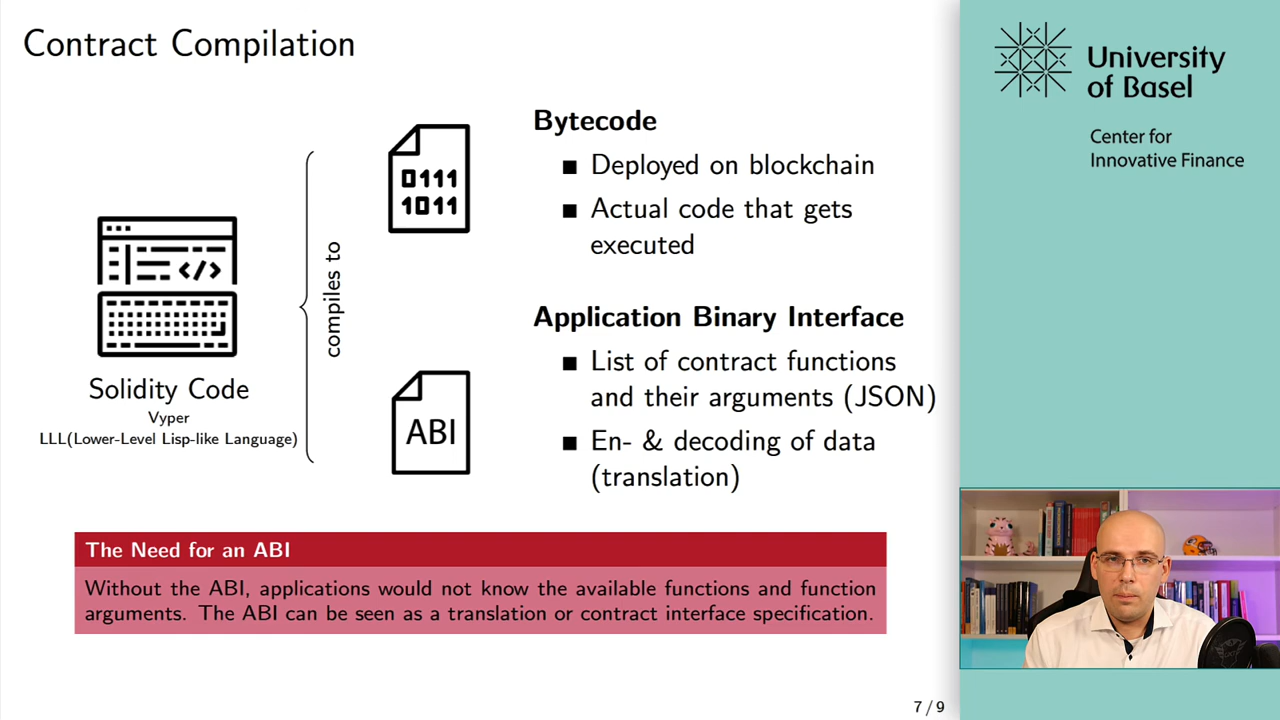 Contract Compilation
University
of Basel
Center for
Innovative Finance
Solidity Code
Vyper
LLL(Lower-Level Lisp-like Language)
compiles to
0111
1011
Bytecode
■ Deployed on blockchain
■ Actual code that gets
executed
ABI
Application Binary Interface
■ List of contract functions
and their arguments (JSON)
■ En- & decoding of data
(translation)
The Need for an ABI
Without the ABI, applications would not know the available functions and function
arguments. The ABI can be seen as a translation or contract interface specification.
7 / 9